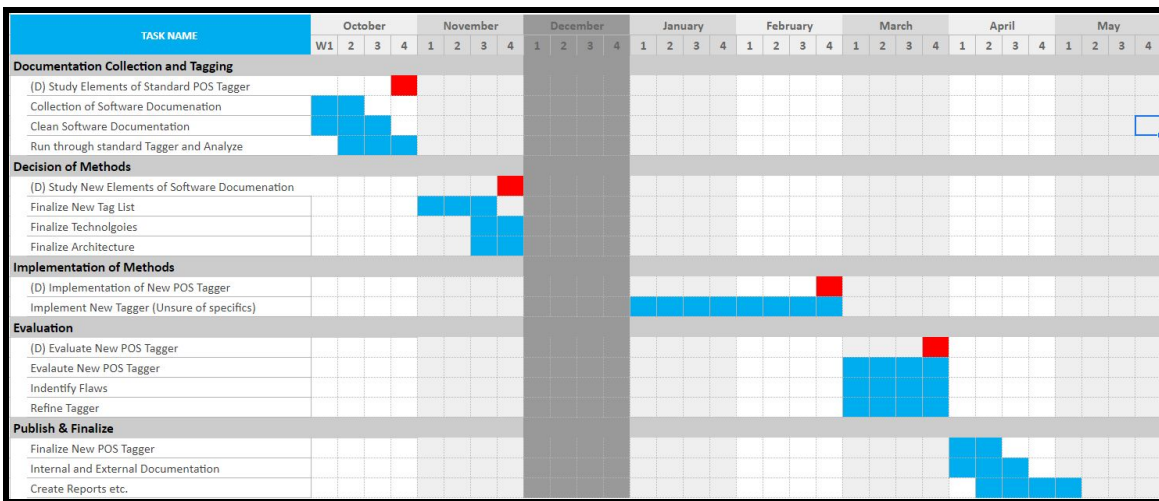 TASK NAME
October November December January February March April May
W1 2 3 4 1 2 3 4 1 2 3 4 1 2 3 4 1 2 3 4 1 2 3 4 1 2 3 4 1 2 3 4
Documentation Collection and Tagging
(D) Study Elements of Standard POS Tagger
Collection of Software Documenation
Clean Software Documentation
Run through standard Tagger and Analyze
Decision of Methods
(D) Study New Elements of Software Documenation
Finalize New Tag List
Finalize Technolgoies
Finalize Architecture
Implementation of Methods
(D) Implementation of New POS Tagger
Implement New Tagger (Unsure of specifics)
Evaluation
(D) Evaluate New POS Tagger
Evalaute New POS Tagger
Indentify Flaws
Refine Tagger
Publish & Finalize
Finalize New POS Tagger
Internal and External Documentation
Create Reports etc.